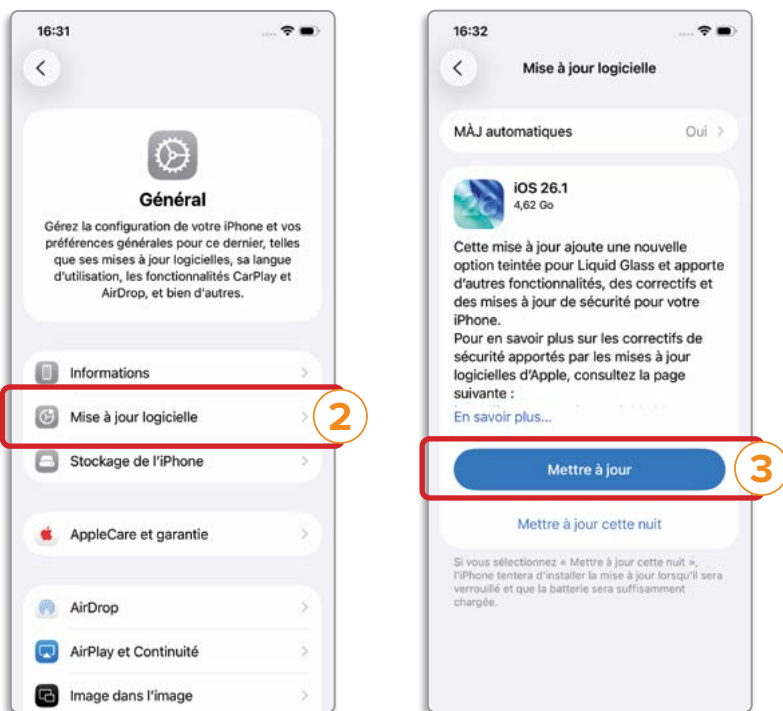 16:31
Général
Gérez la configuration de votre iPhone et vos
préférences générales pour ce dernier, telles
que ses mises à jour logicielles, sa langue
d'utilisation, les fonctionnalités CarPlay et
AirDrop, et bien d'autres.
Informations
Mise à jour logicielle
2
Stockage de l'iPhone
AppleCare et garantie
AirDrop
AirPlay et Continuité
Image dans l'image
16:32
Mise à jour logicielle
MÀJ automatiques
Oui
26
iOS 26.1
4,62 Go
Cette mise à jour ajoute une nouvelle
option teintée pour Liquid Glass et apporte
d'autres fonctionnalités, des correctifs et
des mises à jour de sécurité pour votre
iPhone.
Pour en savoir plus sur les correctifs de
sécurité apportés par les mises à jour
logicielles d'Apple, consultez la page
suivante :
En savoir plus...
Mettre à jour
3
Mettre à jour cette nuit
Si vous sélectionnez « Mettre à jour cette nuit »,
l'iPhone tentera d'installer la mise à jour lorsqu'il sera
verrouillé et que la batterie sera suffisamment
chargée.